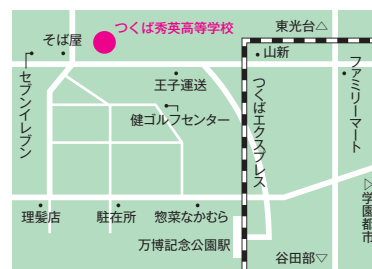 つくば秀英高等学校
東光台△
そば屋
山新
セブンイレブン
王子運送
ファミリーマート
健ゴルフセンター
つくばエクスプレス
▷学園都市
理髪店
駐在所
惣菜なかむら
万博記念公園駅
谷田部▽